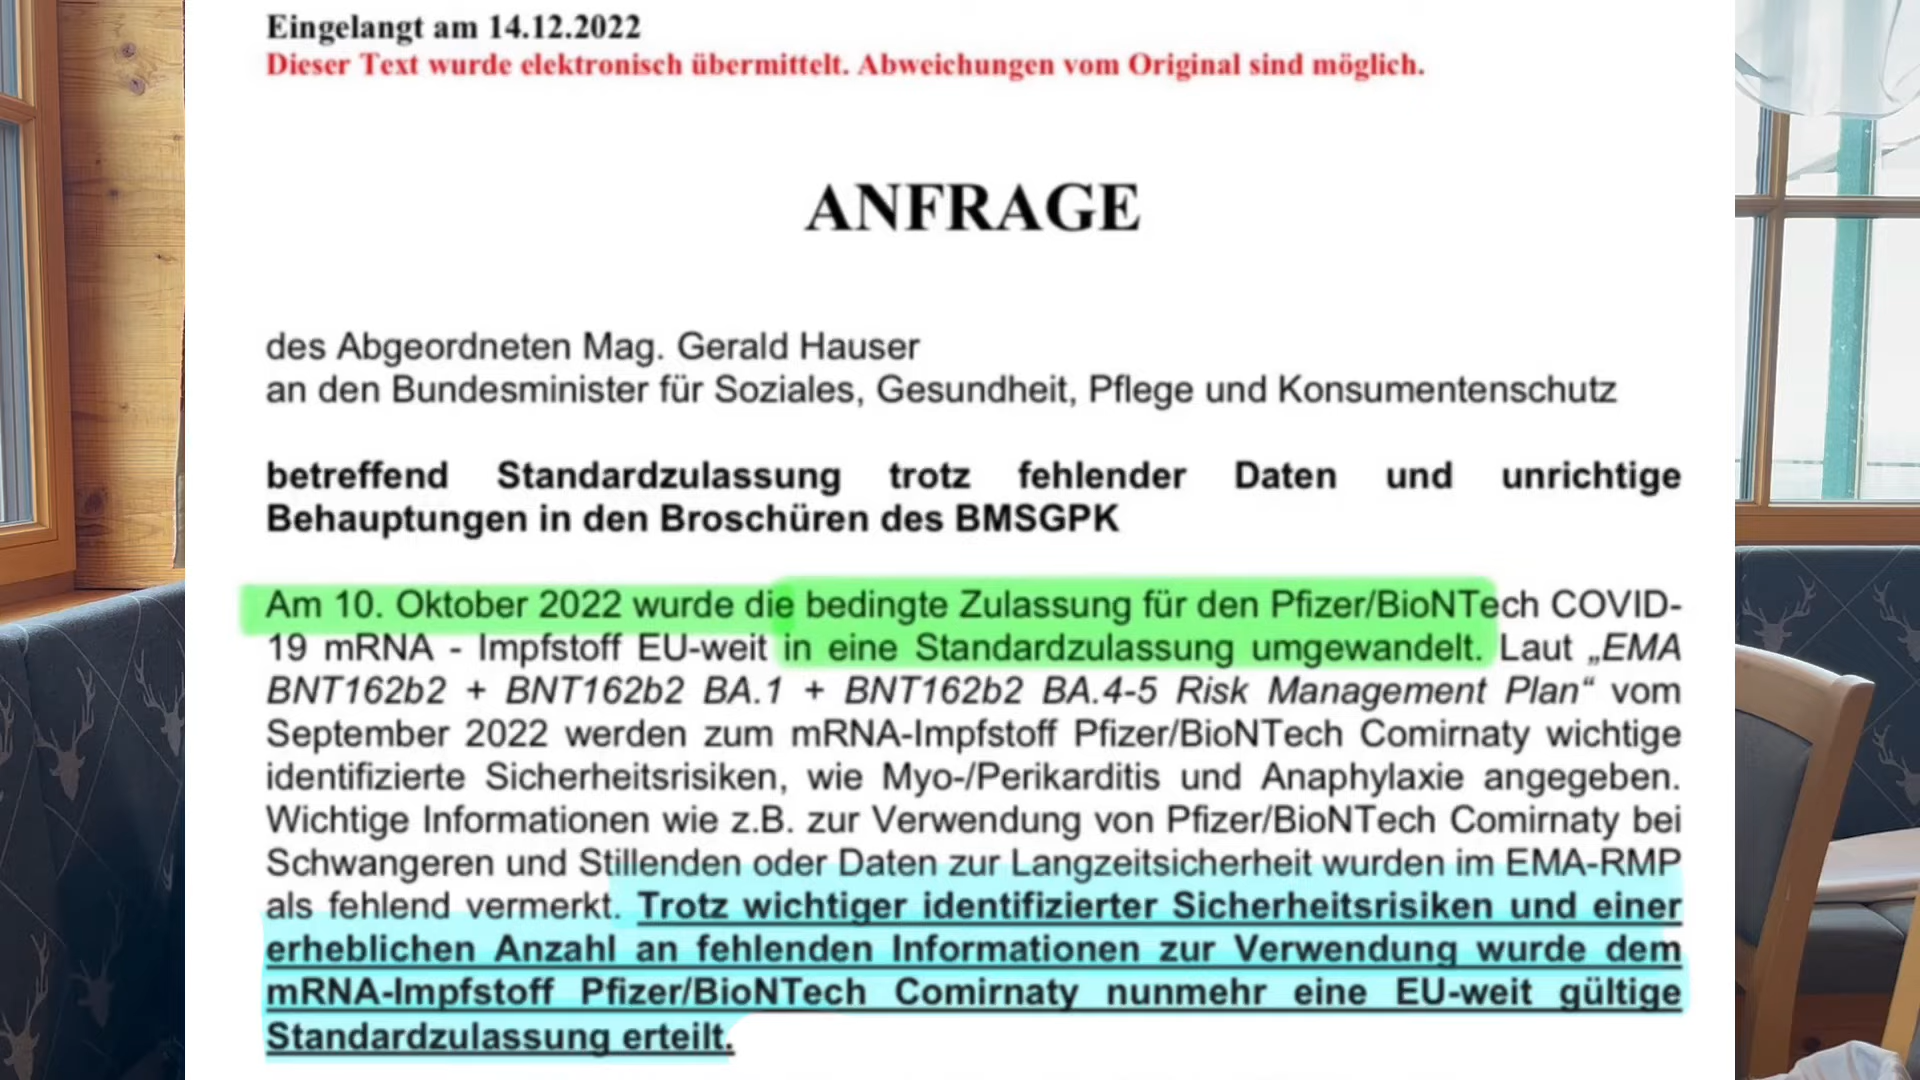 Eingelangt am 14.12.2022
Dieser Text wurde elektronisch übermittelt. Abweichungen vom Original sind möglich.
ANFRAGE
des Abgeordneten Mag. Gerald Hauser
an den Bundesminister für Soziales, Gesundheit, Pflege und Konsumentenschutz
betreffend Standardzulassung trotz fehlender Daten und unrichtige
Behauptungen in den Broschüren des BMSGPK
Am 10. Oktober 2022 wurde die bedingte Zulassung für den Pfizer/BioNTech COVID-
19 mRNA - Impfstoff EU-weit in eine Standardzulassung umgewandelt. Laut „EMA
BNT162b2 + BNT162b2 BA.1 + BNT162b2 BA.4-5 Risk Management Plan“ vom
September 2022 werden zum mRNA-Impfstoff Pfizer/BioNTech Comirnaty wichtige
identifizierte Sicherheitsrisiken, wie Myo-/Perikarditis und Anaphylaxie angegeben.
Wichtige Informationen wie z.B. zur Verwendung von Pfizer/BioNTech Comirnaty bei
Schwangeren und Stillenden oder Daten zur Langzeitsicherheit wurden im EMA-RMP
als fehlend vermerkt. Trotz wichtiger identifizierter Sicherheitsrisiken und einer
erheblichen Anzahl an fehlenden Informationen zur Verwendung wurde dem
mRNA-Impfstoff Pfizer/BioNTech Comirnaty nunmehr eine EU-weit gültige
Standardzulassung erteilt.